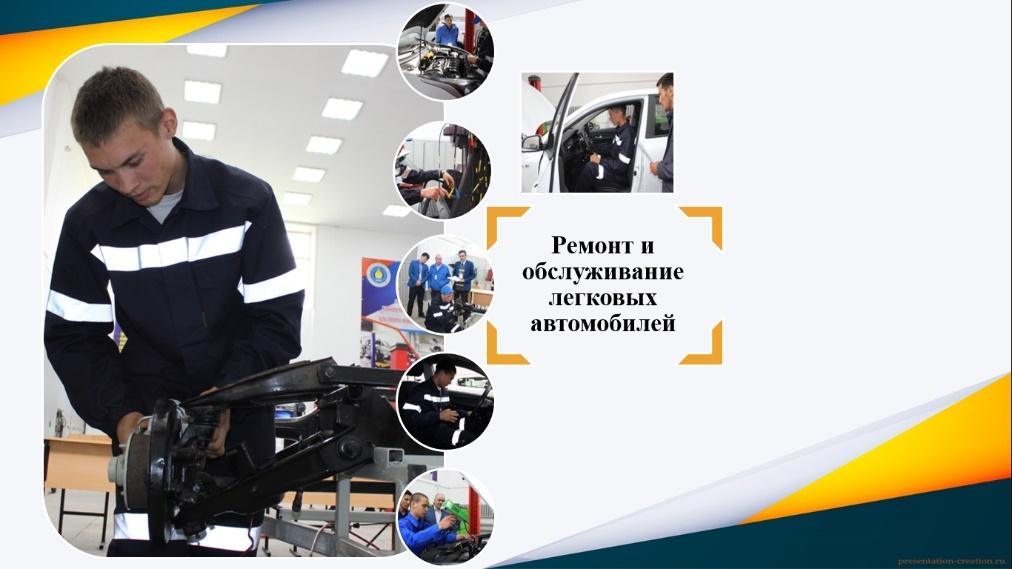 Ремонт и
обслуживание
легковых
автомобилей
presentation-creation.ru